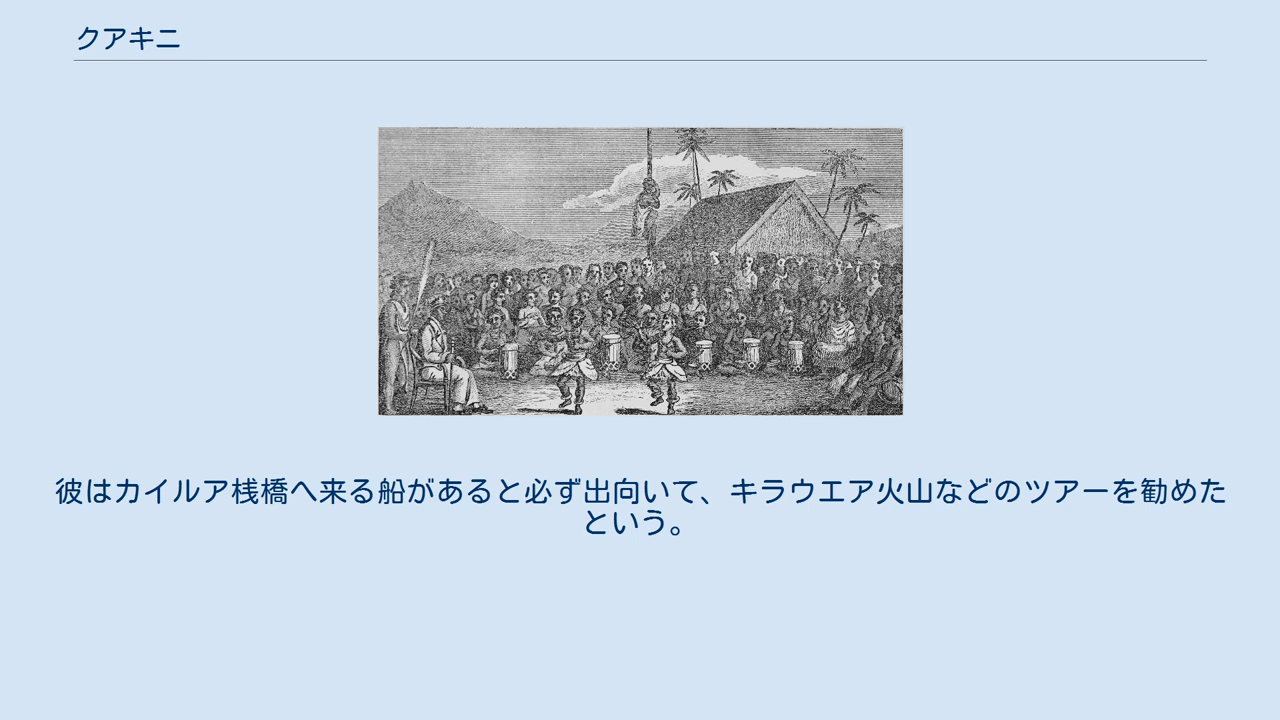 クアキニ
彼はカイルア桟橋へ来る船があると必ず出向いて、キラウエア火山などのツアーを勧めた
という。